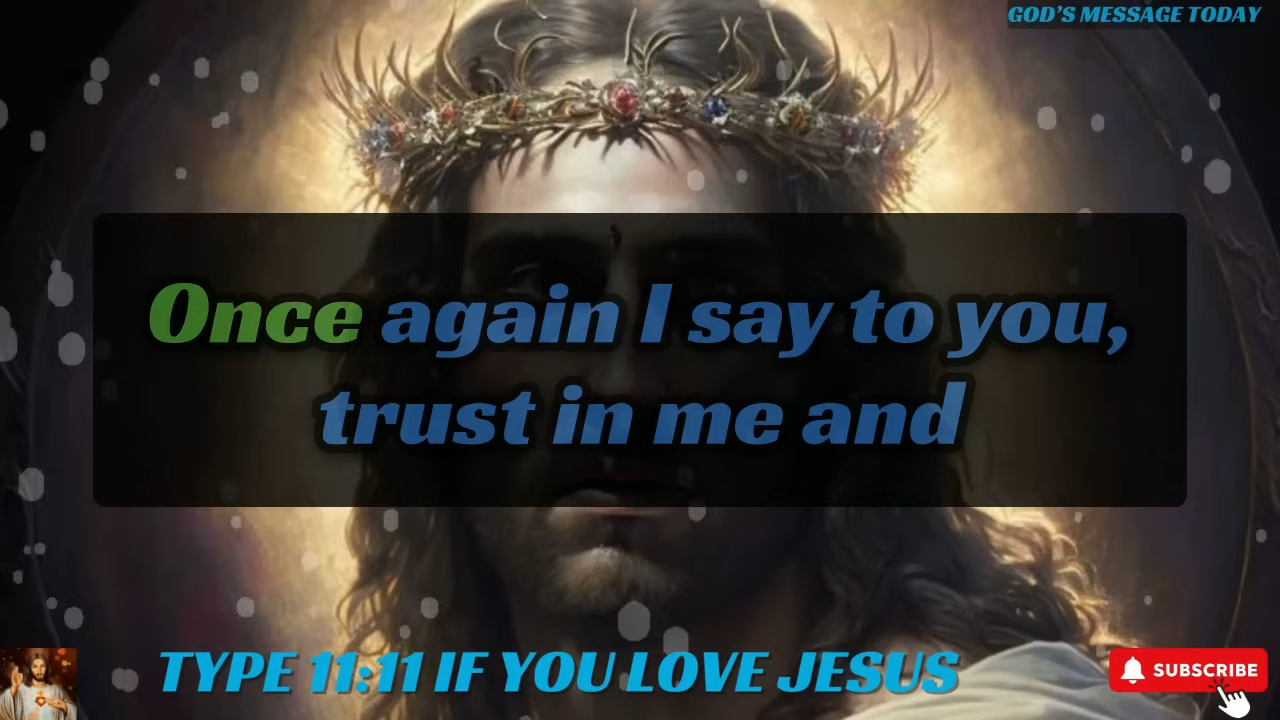 GOD'S MESSAGE TODAY
Once again I say to you,
trust in me and
TYPE 11:11 IF YOU LOVE JESUS
SUBSCRIBE